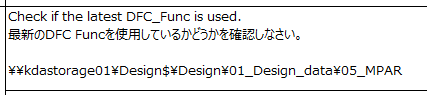 Check if the latest DFC_Func is used.
最新のDFC Funcを使用しているかどうかを確認しなさい。
¥¥kdastorage01¥Design$¥Design¥01_Design_data¥05_MPAR